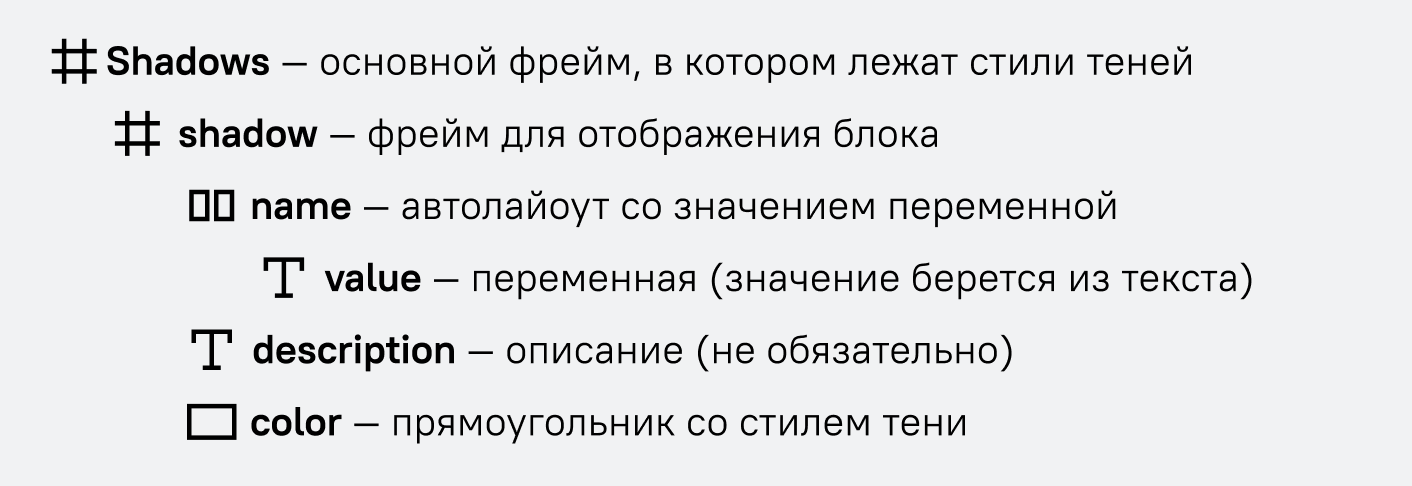 Shadows — основной фрейм, в котором лежат стили теней
shadow — фрейм для отображения блока
name — автолайоут со значением переменной
value — переменная (значение берется из текста)
description — описание (не обязательно)
color — прямоугольник со стилем тени